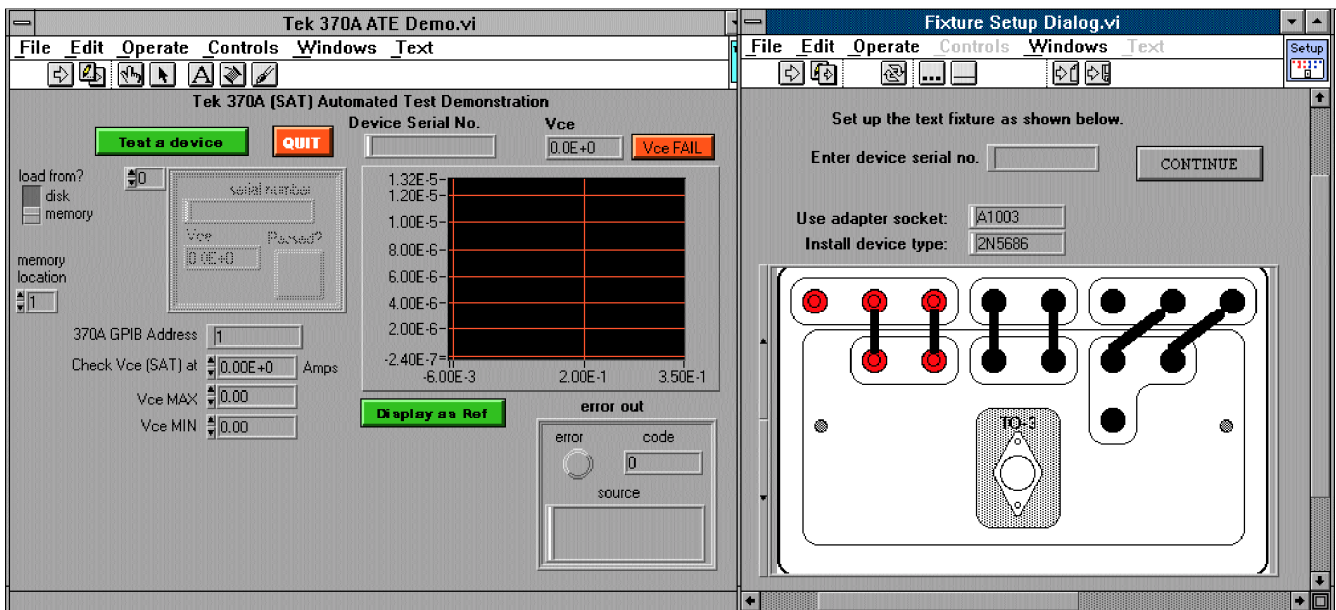 Tek 370A ATE Demo.vi
File Edit Operate Controls Windows Text
A
Tek 370A (SAT) Automated Test Demonstration
Test a device
QUIT
Device Serial No.
Vce
0.0E+0
Vce FAIL
load from?
disk
memory
0
serial number
Vce
Passed?
0.0E+0
memory
location
1
1.32E-5
1.20E-5
1.00E-5
8.00E-6
6.00E-6
4.00E-6
2.00E-6
-2.40E-7
-6.00E-3 2.00E-1 3.50E-1
370A GPIB Address 1
Check Vce (SAT) at 0.00E+0 Amps
Vce MAX 0.00
Vce MIN 0.00
Display as Ref
error out
error code
0
source
Fixture Setup Dialog.vi
File Edit Operate Controls Windows Text
Setup
Set up the text fixture as shown below.
Enter device serial no.
CONTINUE
Use adapter socket: A1003
Install device type: 2N5686
TO-3